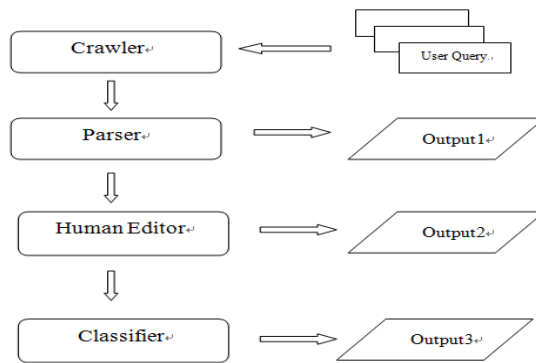 Crawler
User Query..
Parser
Output1
Human Editor
Output2
Classifier
Output3